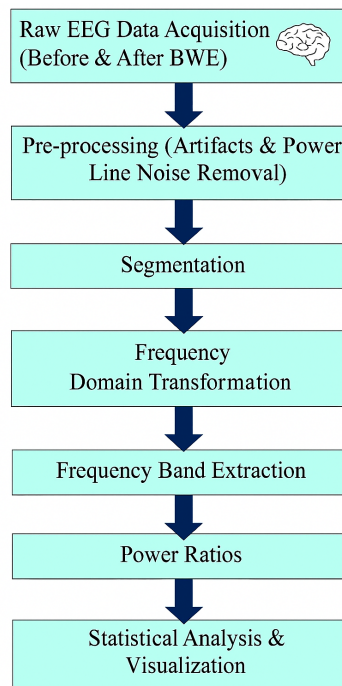 Raw EEG Data Acquisition
(Before & After BWE)
Pre-processing (Artifacts & Power
Line Noise Removal)
Segmentation
Frequency
Domain Transformation
Frequency Band Extraction
Power Ratios
Statistical Analysis &
Visualization